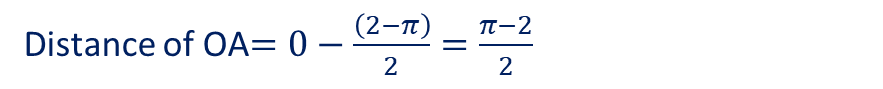 Distance of OA= 0 − (2−π)/2 = π−2/2